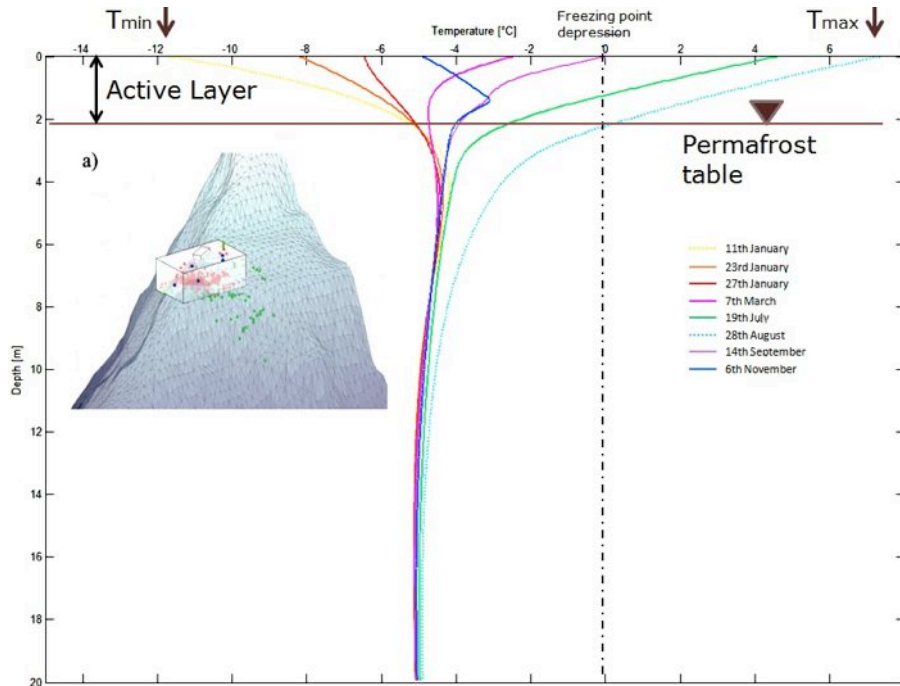 Tmin
Temperature [°C]
Freezing point
depression
Tmax
-14 -12 -10 -8 -6 -4 -2 0 2 4 6
0
Active Layer
2
Permafrost
table
a)
4
6
8
10
12
14
16
18
20
Depth [m]
11th January
23rd January
27th January
7th March
19th July
28th August
14th September
6th November